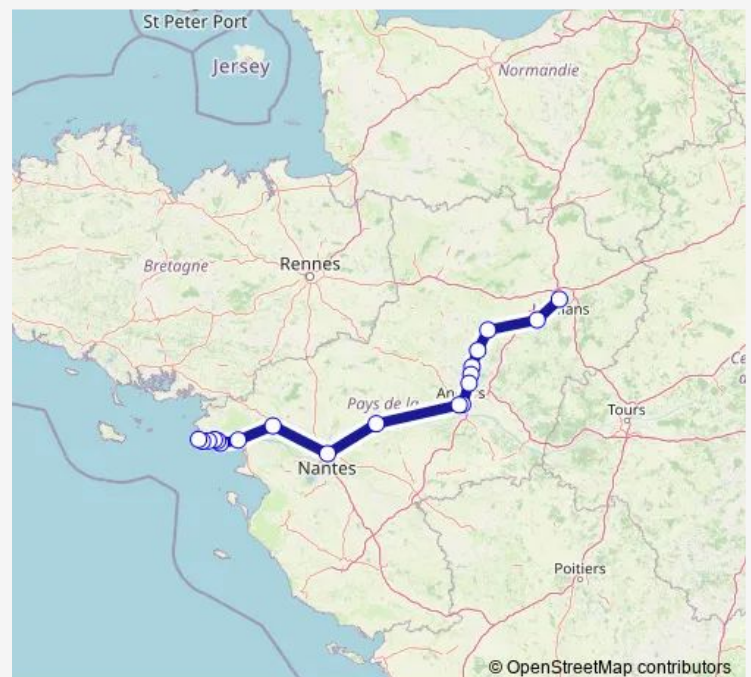 St Peter Port
Jersey
Normandie
Rennes
Bretagne
Pays de la
Tours
Nantes
Poitiers
© OpenStreetMap contributors